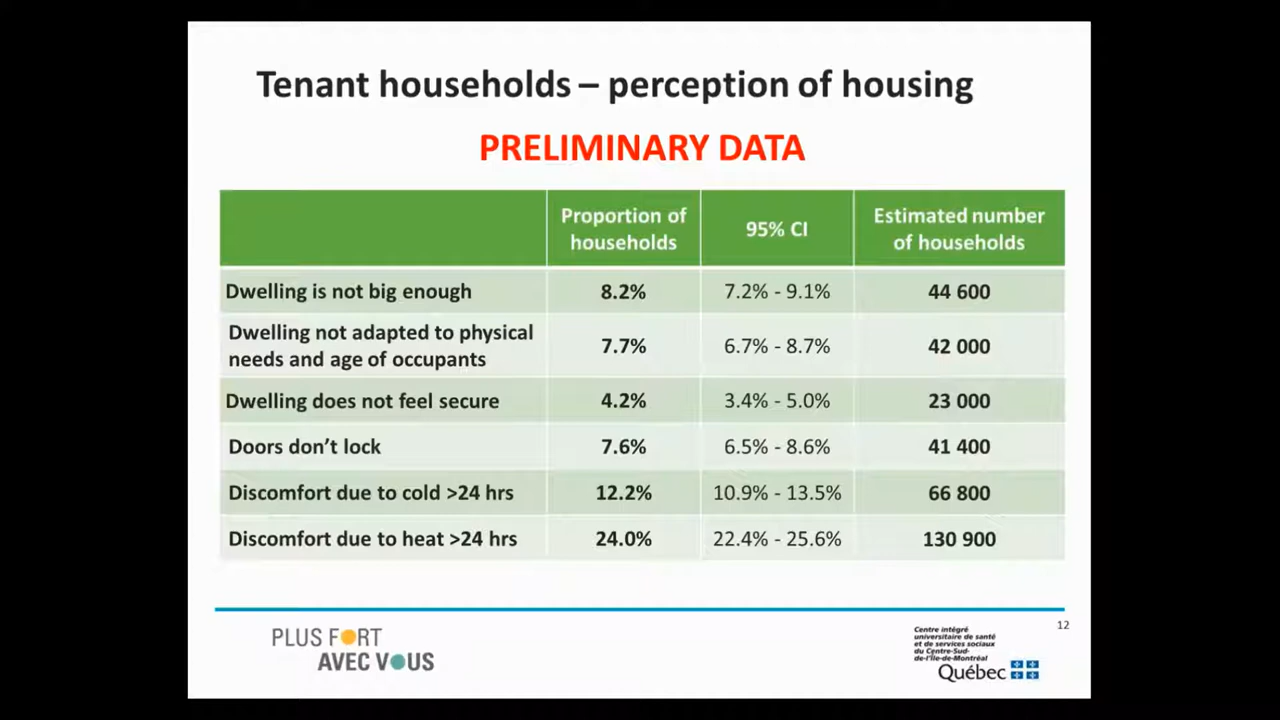 Tenant households – perception of housing
PRELIMINARY DATA
Proportion of households 95% CI Estimated number of households
Dwelling is not big enough 8.2% 7.2% - 9.1% 44 600
Dwelling not adapted to physical needs and age of occupants 7.7% 6.7% - 8.7% 42 000
Dwelling does not feel secure 4.2% 3.4% - 5.0% 23 000
Doors don't lock 7.6% 6.5% - 8.6% 41 400
Discomfort due to cold >24 hrs 12.2% 10.9% - 13.5% 66 800
Discomfort due to heat >24 hrs 24.0% 22.4% - 25.6% 130 900
12
PLUS FORT
AVEC VOUS
Centre intégré
universitaire de santé
et de services sociaux
du Centre-Sud-
de-l'Île-de-Montréal
Québec